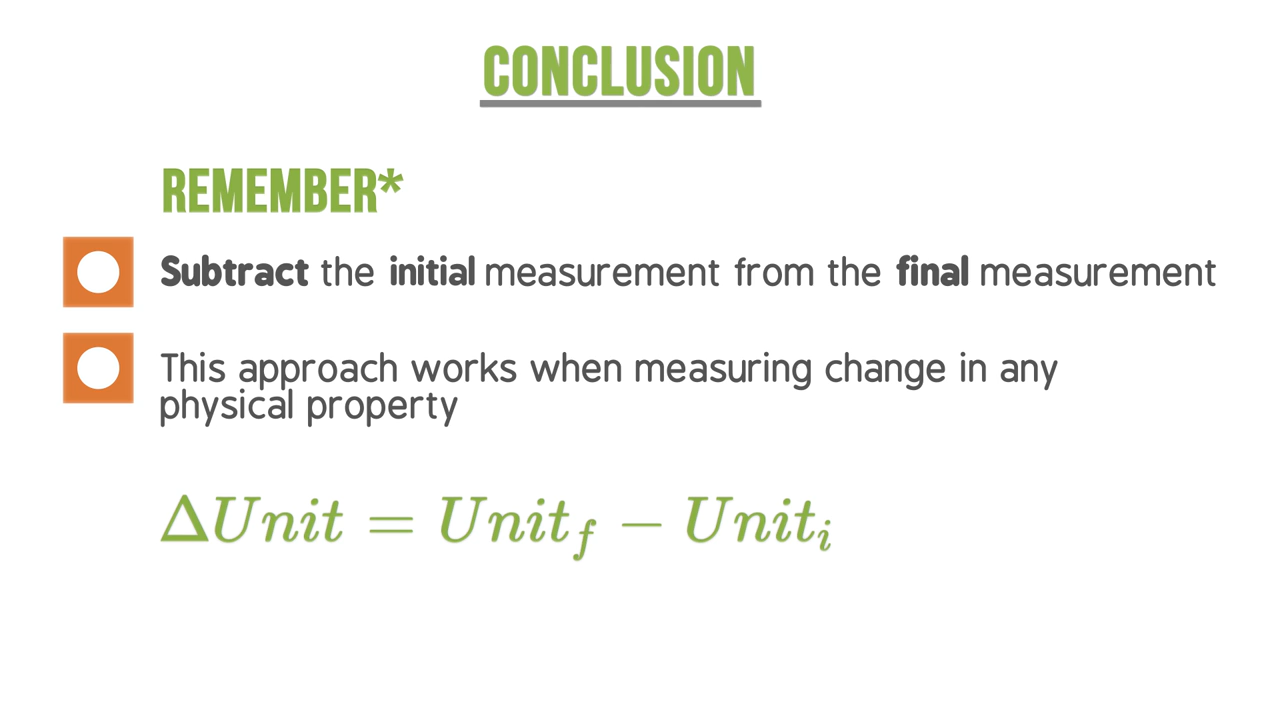 CONCLUSION
REMEMBER*
Subtract the initial measurement from the final measurement
This approach works when measuring change in any
physical property
ΔUnit = Unit_f − Unit_i